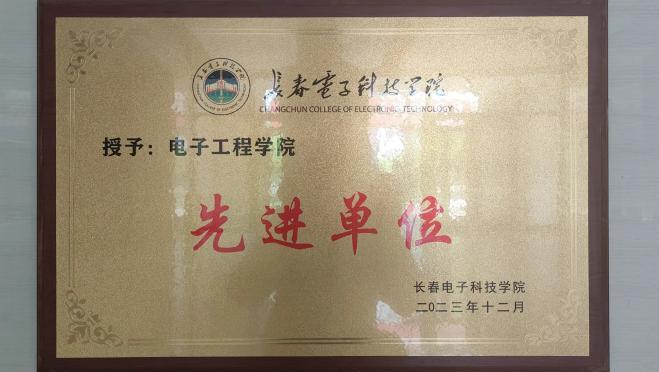 长春电子科技学院
CHANGCHUN COLLEGE OF ELECTRONIC TECHNOLOGY
授予：电子工程学院
先进单位
长春电子科技学院
二〇二三年十二月